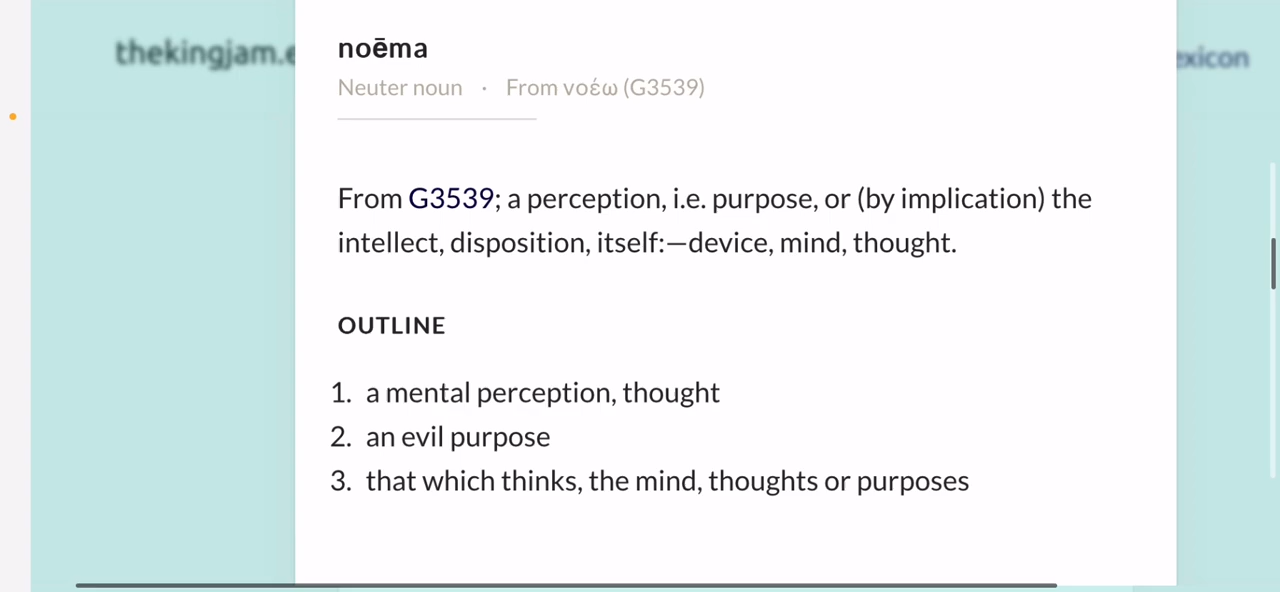 thekingjam.e
exicon
noēma
Neuter noun · From νοέω (G3539)
From G3539; a perception, i.e. purpose, or (by implication) the
intellect, disposition, itself:—device, mind, thought.
OUTLINE
1. a mental perception, thought
2. an evil purpose
3. that which thinks, the mind, thoughts or purposes